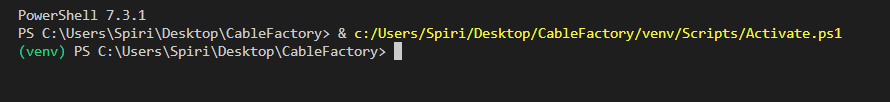 PowerShell 7.3.1
PS C:\Users\Spiri\Desktop\CableFactory> & c:/Users/Spiri/Desktop/CableFactory/venv/Scripts/Activate.ps1
(venv) PS C:\Users\Spiri\Desktop\CableFactory>